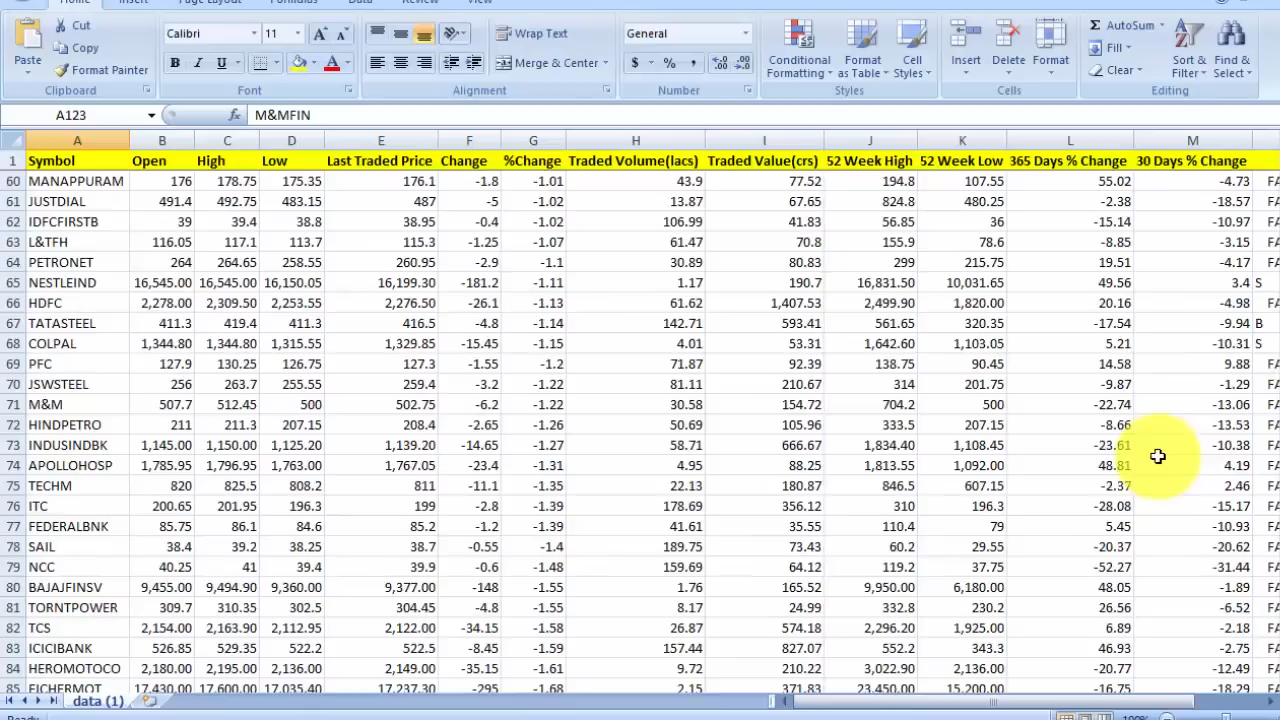 Home Insert Page Layout Formulas Data Review View
Paste Cut
Copy
Format Painter
Clipboard
Calibri 11
B I U
A A A
Font
Wrap Text
Merge & Center
Alignment
General
$ % , .0 .00 .00 .0
Number
Conditional Formatting
Format as Table
Cell Styles
Styles
Insert Delete Format
Cells
Σ AutoSum
Fill
Clear
Sort & Filter
Find & Select
Editing
A123 fx M&MFIN
A B C D E F G H I J K L M
1 Symbol Open High Low Last Traded Price Change %Change Traded Volume(lacs) Traded Value(crs) 52 Week High 52 Week Low 365 Days % Change 30 Days % Change
60 MANAPPURAM 176 178.75 175.35 176.1 -1.8 -1.01 43.9 77.52 194.8 107.55 55.02 -4.73 FA
61 JUSTDIAL 491.4 492.75 483.15 487 -5 -1.02 13.87 67.65 824.8 480.25 -2.38 -18.57 FA
62 IDFCFIRSTB 39 39.4 38.8 38.95 -0.4 -1.02 106.99 41.83 56.85 36 -15.14 -10.97 FA
63 L&TFH 116.05 117.1 113.7 115.3 -1.25 -1.07 61.47 70.8 155.9 78.6 -8.85 -3.15 FA
64 PETRONET 264 264.65 258.55 260.95 -2.9 -1.1 30.89 80.83 299 215.75 19.51 -4.17 FA
65 NESTLEIND 16,545.00 16,545.00 16,150.05 16,199.30 -181.2 -1.11 1.17 190.7 16,831.50 10,031.65 49.56 3.4 S
66 HDFC 2,278.00 2,309.50 2,253.55 2,276.50 -26.1 -1.13 61.62 1,407.53 2,499.90 1,820.00 20.16 -4.98 FA
67 TATASTEEL 411.3 419.4 411.3 416.5 -4.8 -1.14 142.71 593.41 561.65 320.35 -17.54 -9.94 B
68 COLPAL 1,344.80 1,344.80 1,315.55 1,329.85 -15.45 -1.15 4.01 53.31 1,642.60 1,103.05 5.21 -10.31 S
69 PFC 127.9 130.25 126.75 127.3 -1.55 -1.2 71.87 92.39 138.75 90.45 14.58 9.88 FA
70 JSWSTEEL 256 263.7 255.55 259.4 -3.2 -1.22 81.11 210.67 314 201.75 -9.87 -1.29 FA
71 M&M 507.7 512.45 500 502.75 -6.2 -1.22 30.58 154.72 704.2 500 -22.74 -13.06 FA
72 HINDPETRO 211 211.3 207.15 208.4 -2.65 -1.26 50.69 105.96 333.5 207.15 -8.66 -13.53 FA
73 INDUSINDBK 1,145.00 1,150.00 1,125.20 1,139.20 -14.65 -1.27 58.71 666.67 1,834.40 1,108.45 -23.61 -10.38 FA
74 APOLLOHOSP 1,785.95 1,796.95 1,763.00 1,767.05 -23.4 -1.31 4.95 88.25 1,813.55 1,092.00 48.81 4.19 FA
75 TECHM 820 825.5 808.2 811 -11.1 -1.35 22.13 180.87 846.5 607.15 -2.37 2.46 FA
76 ITC 200.65 201.95 196.3 199 -2.8 -1.39 178.69 356.12 310 196.3 -28.08 -15.17 FA
77 FEDERALBNK 85.75 86.1 84.6 85.2 -1.2 -1.39 41.61 35.55 110.4 79 5.45 -10.93 FA
78 SAIL 38.4 39.2 38.25 38.7 -0.55 -1.4 189.75 73.43 60.2 29.55 -20.37 -20.62 FA
79 NCC 40.25 41 39.4 39.9 -0.6 -1.48 159.69 64.12 119.2 37.75 -52.27 -31.44 FA
80 BAJAJFINSV 9,455.00 9,494.90 9,360.00 9,377.00 -148 -1.55 1.76 165.52 9,950.00 6,180.00 48.05 -1.89 FA
81 TORNTPOWER 309.7 310.35 302.5 304.45 -4.8 -1.55 8.17 24.99 332.8 230.2 26.56 -6.52 FA
82 TCS 2,154.00 2,163.90 2,112.95 2,122.00 -34.15 -1.58 26.87 574.18 2,296.20 1,925.00 6.89 -2.18 FA
83 ICICIBANK 526.85 529.35 522.2 522.5 -8.45 -1.59 157.44 827.07 552.2 343.3 46.93 -2.75 FA
84 HEROMOTOCO 2,180.00 2,195.00 2,136.00 2,149.00 -35.15 -1.61 9.72 210.22 3,022.90 2,136.00 -20.77 -12.49 FA
85 EICHERMOT 17,430.00 17,600.00 17,035.40 17,237.30 -295 -1.68 2.15 371.83 23,450.00 15,200.00 -16.75 -18.29 FA
data (1)
Ready 100%